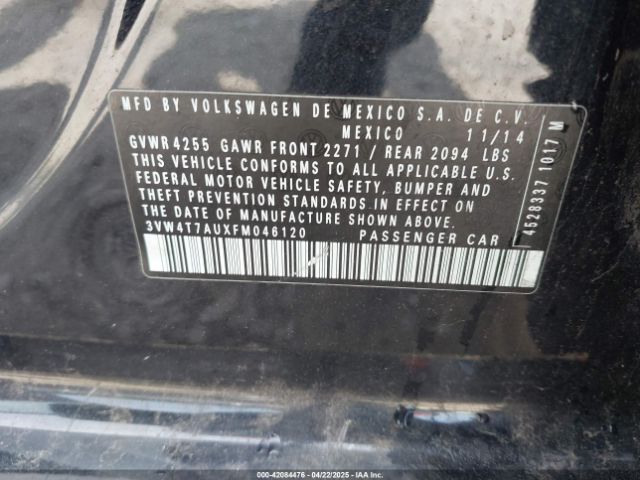 MFD BY VOLKSWAGEN DE MEXICO S.A. DE C.V.
MEXICO 11/14
GVWR 4255 GAWR FRONT 2271 / REAR 2094 LBS
THIS VEHICLE CONFORMS TO ALL APPLICABLE U.S.
FEDERAL MOTOR VEHICLE SAFETY, BUMPER AND
THEFT PREVENTION STANDARDS IN EFFECT ON
THE DATE OF MANUFACTURE SHOWN ABOVE.
3VW4T7AUXFM046120 PASSENGER CAR
4528337 1017 M
000-42084476 - 04/22/2025 - IAAI.COM